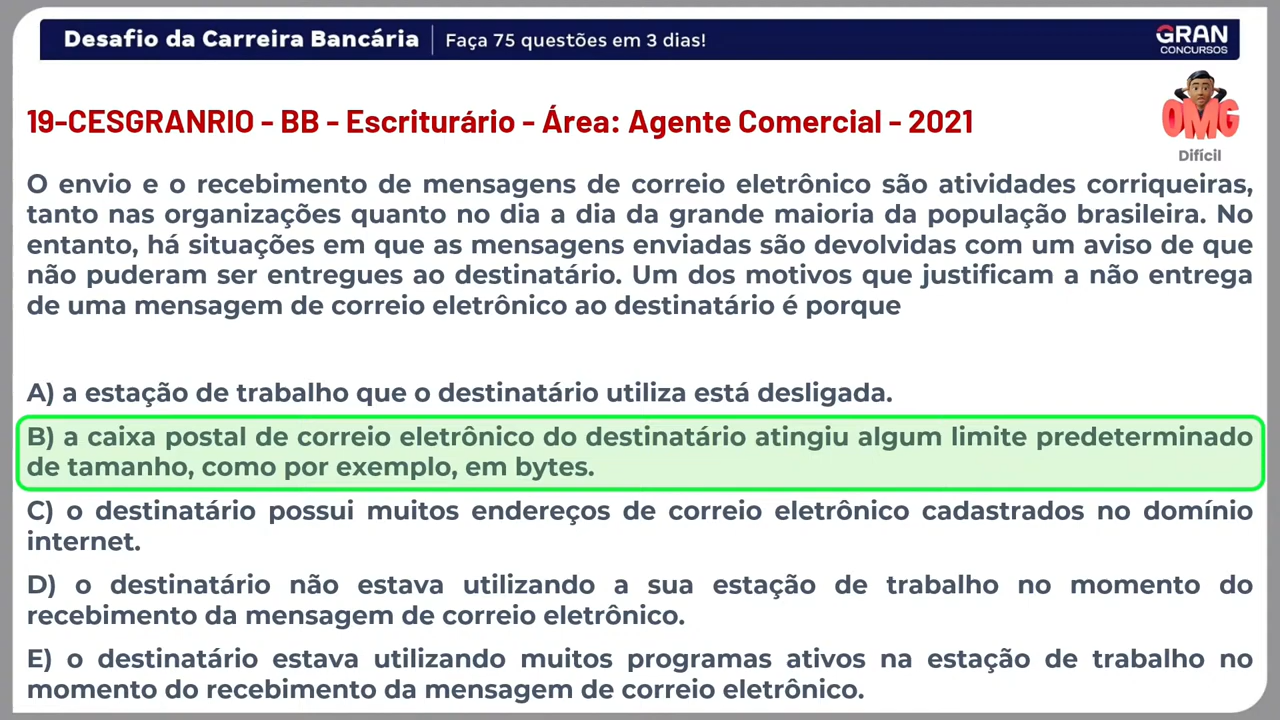 Desafio da Carreira Bancária | Faça 75 questões em 3 dias!
GRAN
CONCURSOS
19-CESGRANRIO - BB - Escriturário - Área: Agente Comercial - 2021
OMG
Difícil
O envio e o recebimento de mensagens de correio eletrônico são atividades corriqueiras,
tanto nas organizações quanto no dia a dia da grande maioria da população brasileira. No
entanto, há situações em que as mensagens enviadas são devolvidas com um aviso de que
não puderam ser entregues ao destinatário. Um dos motivos que justificam a não entrega
de uma mensagem de correio eletrônico ao destinatário é porque
A) a estação de trabalho que o destinatário utiliza está desligada.
B) a caixa postal de correio eletrônico do destinatário atingiu algum limite predeterminado
de tamanho, como por exemplo, em bytes.
C) o destinatário possui muitos endereços de correio eletrônico cadastrados no domínio
internet.
D) o destinatário não estava utilizando a sua estação de trabalho no momento do
recebimento da mensagem de correio eletrônico.
E) o destinatário estava utilizando muitos programas ativos na estação de trabalho no
momento do recebimento da mensagem de correio eletrônico.